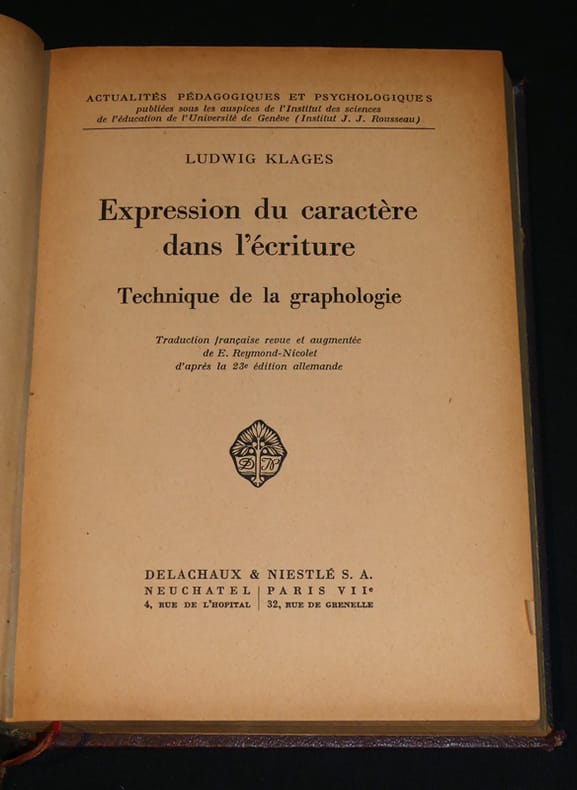 ACTUALITÉS PÉDAGOGIQUES ET PSYCHOLOGIQUES
publiées sous les auspices de l'Institut des sciences
de l'éducation de l'Université de Genève (Institut J. J. Rousseau)
LUDWIG KLAGES
Expression du caractère
dans l'écriture
Technique de la graphologie
Traduction française revue et augmentée
de E. Reymond-Nicolet
d'après la 23e édition allemande
D N
DELACHAUX & NIESTLÉ S. A.
NEUCHATEL | PARIS VIIe
4, RUE DE L'HOPITAL | 32, RUE DE GRENELLE